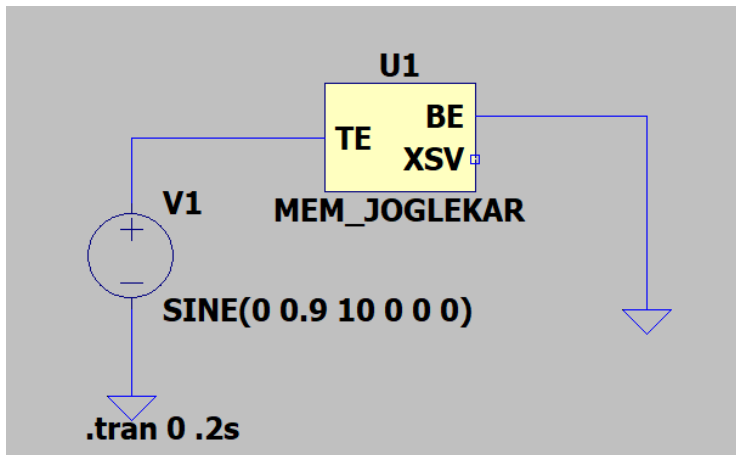 U1
TE
BE
XSV
MEM_JOGLEKAR
V1
SINE(0 0.9 10 0 0 0)
.tran 0 .2s